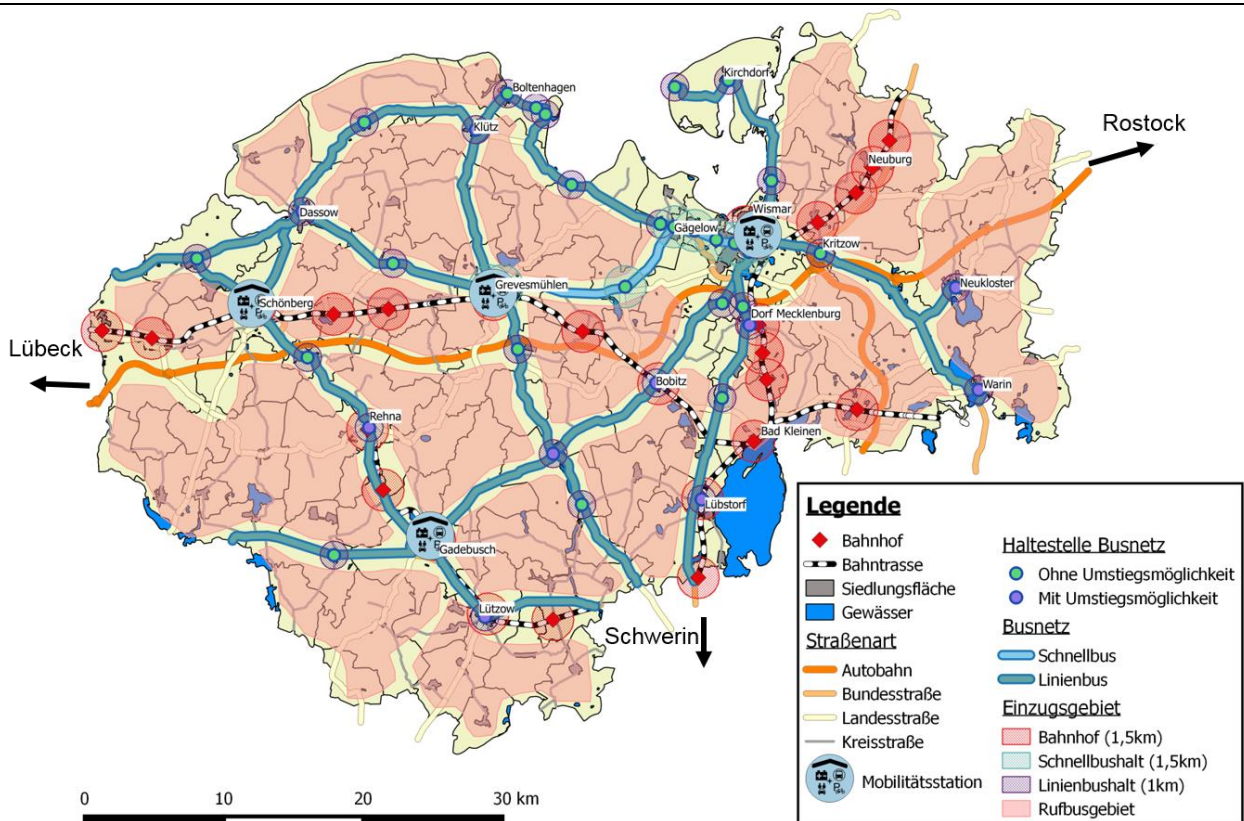 Kirchdorf
Boltenhagen
Rostock
Klütz
Neuburg
Dassow
Wismar
Gägelow
Kritzow
Grevesmühlen
Neukloster
Schönberg
Dorf Mecklenburg
Lübeck
Bobitz
Warin
Rehna
Bad Kleinen
Lübstorf
Gadebusch
Lützow
Schwerin
0 10 20 30 km
Legende
Bahnhof
Bahntrasse
Siedlungsfläche
Gewässer
Straßenart
Autobahn
Bundesstraße
Landesstraße
Kreisstraße
Mobilitätsstation
Haltestelle Busnetz
Ohne Umstiegsmöglichkeit
Mit Umstiegsmöglichkeit
Busnetz
Schnellbus
Linienbus
Einzugsgebiet
Bahnhof (1,5km)
Schnellbushalt (1,5km)
Linienbushalt (1km)
Rufbusgebiet